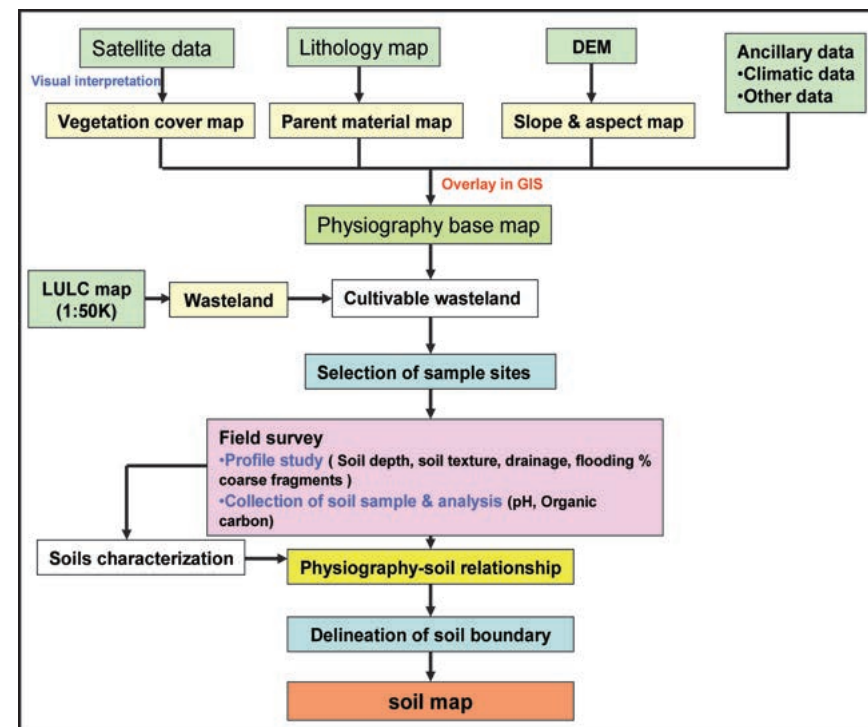 Satellite data
Lithology map
DEM
Ancillary data
•Climatic data
•Other data
Visual interpretation
Vegetation cover map
Parent material map
Slope & aspect map
Overlay in GIS
Physiography base map
LULC map
(1:50K)
Wasteland
Cultivable wasteland
Selection of sample sites
Field survey
•Profile study ( Soil depth, soil texture, drainage, flooding %
coarse fragments )
•Collection of soil sample & analysis (pH, Organic
carbon)
Soils characterization
Physiography-soil relationship
Delineation of soil boundary
soil map